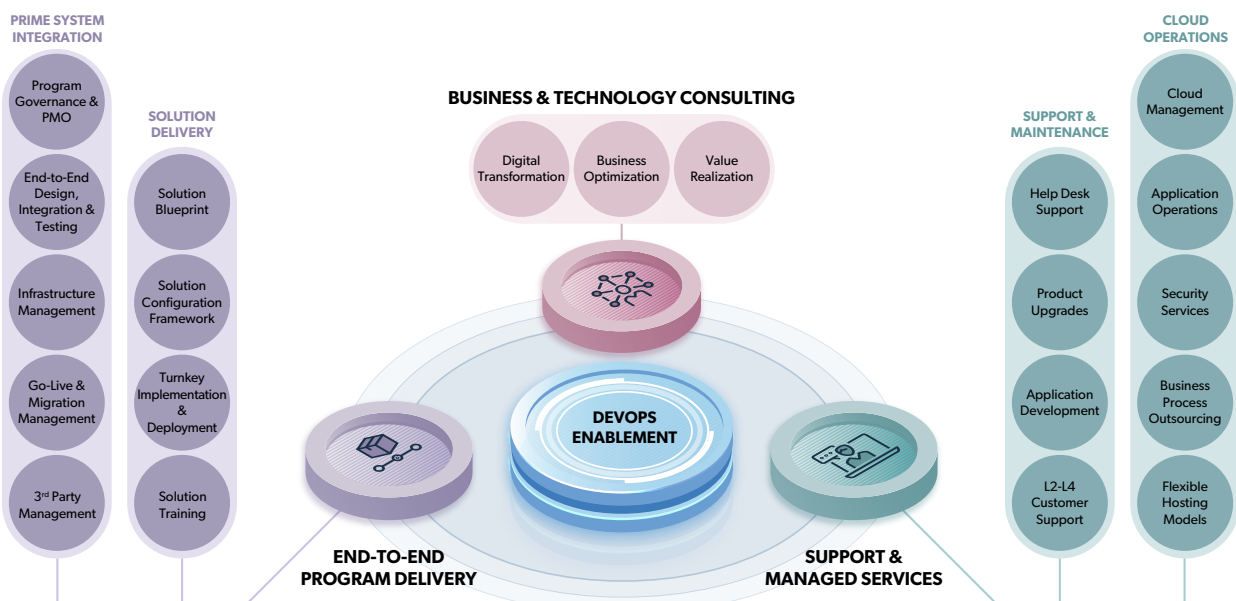 PRIME SYSTEM
INTEGRATION
Program
Governance &
PMO
End-to-End
Design,
Integration &
Testing
Infrastructure
Management
Go-Live &
Migration
Management
3rd Party
Management
SOLUTION
DELIVERY
Solution
Blueprint
Solution
Configuration
Framework
Turnkey
Implementation
&
Deployment
Solution
Training
BUSINESS & TECHNOLOGY CONSULTING
Digital
Transformation
Business
Optimization
Value
Realization
DEVOPS
ENABLEMENT
END-TO-END
PROGRAM DELIVERY
SUPPORT &
MANAGED SERVICES
SUPPORT &
MAINTENANCE
Help Desk
Support
Product
Upgrades
Application
Development
L2-L4
Customer
Support
CLOUD
OPERATIONS
Cloud
Management
Application
Operations
Security
Services
Business
Process
Outsourcing
Flexible
Hosting
Models